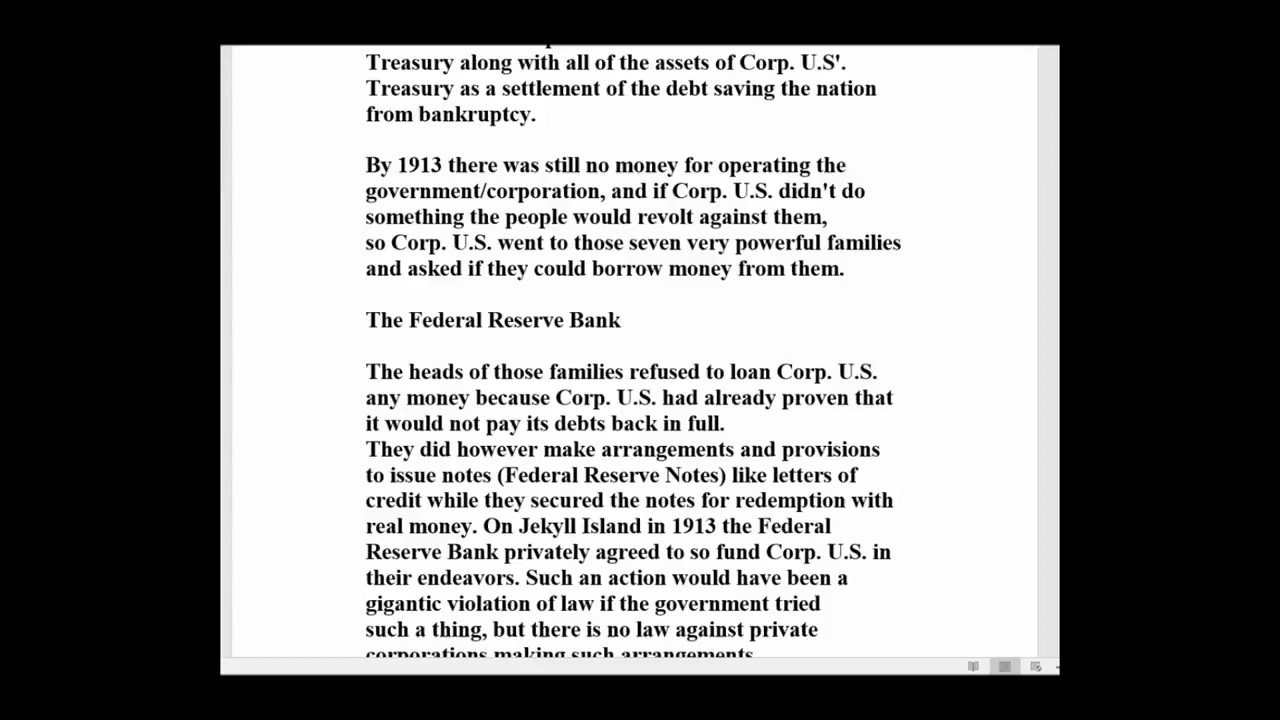 Treasury along with all of the assets of Corp. U.S'.
Treasury as a settlement of the debt saving the nation
from bankruptcy.
By 1913 there was still no money for operating the
government/corporation, and if Corp. U.S. didn't do
something the people would revolt against them,
so Corp. U.S. went to those seven very powerful families
and asked if they could borrow money from them.
The Federal Reserve Bank
The heads of those families refused to loan Corp. U.S.
any money because Corp. U.S. had already proven that
it would not pay its debts back in full.
They did however make arrangements and provisions
to issue notes (Federal Reserve Notes) like letters of
credit while they secured the notes for redemption with
real money. On Jekyll Island in 1913 the Federal
Reserve Bank privately agreed to so fund Corp. U.S. in
their endeavors. Such an action would have been a
gigantic violation of law if the government tried
such a thing, but there is no law against private
corporations making such arrangements.